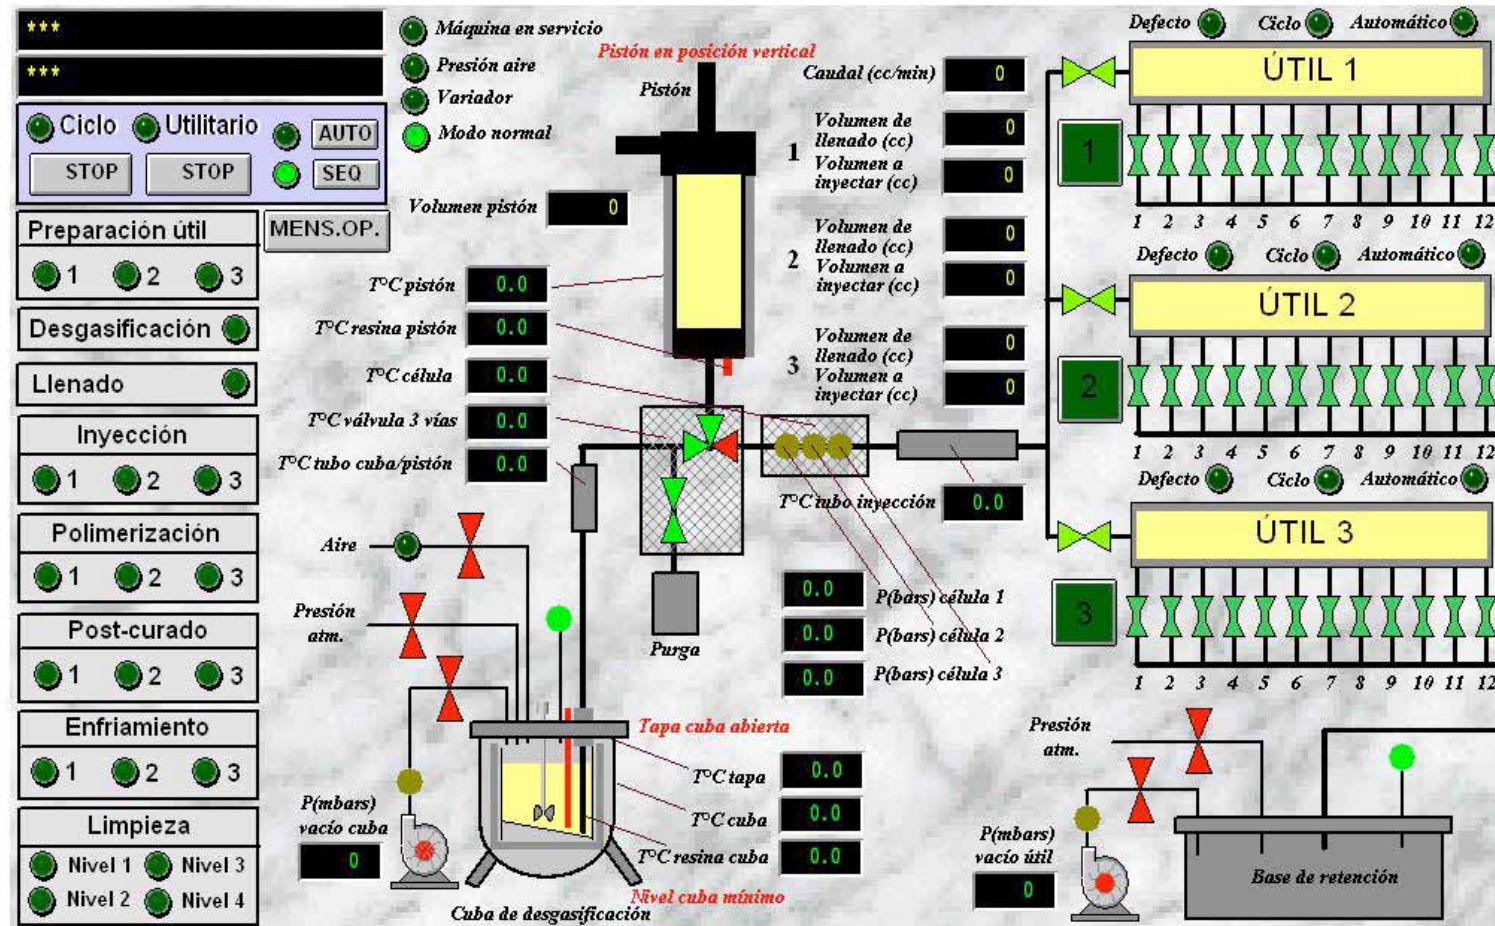 ***
***
Ciclo Utilitario AUTO
STOP STOP SEQ
Máquina en servicio
Presión aire
Variador
Modo normal
MENS.OP.
Preparación útil
1 2 3
Desgasificación
Llenado
Inyección
1 2 3
Polimerización
1 2 3
Post-curado
1 2 3
Enfriamiento
1 2 3
Limpieza
Nivel 1 Nivel 3
Nivel 2 Nivel 4
Pistón en posición vertical
Pistón
Volumen pistón 0
T°C pistón 0.0
T°C resina pistón 0.0
T°C célula 0.0
T°C válvula 3 vías 0.0
T°C tubo cuba/pistón 0.0
Caudal (cc/min) 0
1
Volumen de
llenado (cc) 0
Volumen a
inyectar (cc) 0
2
Volumen de
llenado (cc) 0
Volumen a
inyectar (cc) 0
3
Volumen de
llenado (cc) 0
Volumen a
inyectar (cc) 0
T°C tubo inyección 0.0
Aire
Presión
atm.
Purga
0.0 P(bars) célula 1
0.0 P(bars) célula 2
0.0 P(bars) célula 3
Tapa cuba abierta
T°C tapa 0.0
T°C cuba 0.0
T°C resina cuba 0.0
Nivel cuba mínimo
P(mbars)
vacío cuba
0
Cuba de desgasificación
Defecto Ciclo Automático
ÚTIL 1
1
1 2 3 4 5 6 7 8 9 10 11 12
Defecto Ciclo Automático
ÚTIL 2
2
1 2 3 4 5 6 7 8 9 10 11 12
Defecto Ciclo Automático
ÚTIL 3
3
1 2 3 4 5 6 7 8 9 10 11 12
Presión
atm.
P(mbars)
vacío útil
0
Base de retención